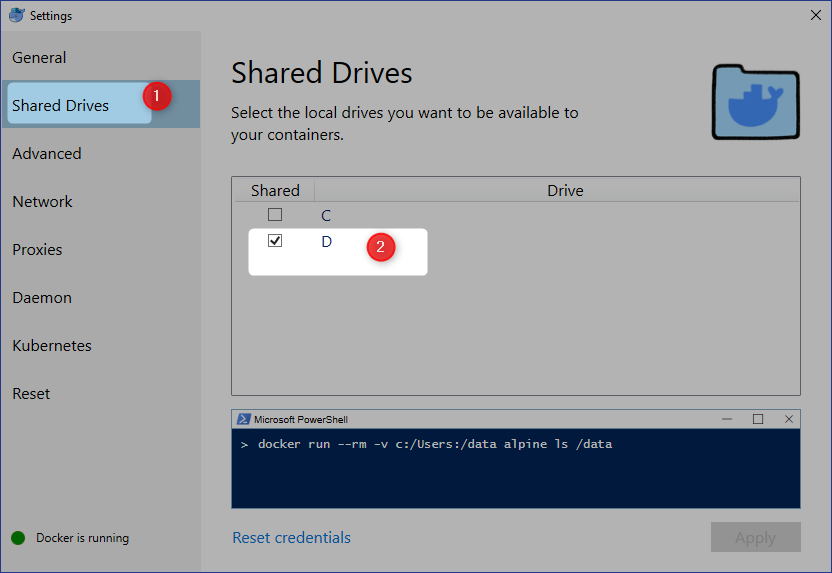 Settings
General
Shared Drives
1
Advanced
Network
Proxies
Daemon
Kubernetes
Reset
Docker is running
Shared Drives
Select the local drives you want to be available to
your containers.
Shared Drive
C
D 2
Microsoft PowerShell
> docker run --rm -v c:/Users:/data alpine ls /data
Reset credentials
Apply